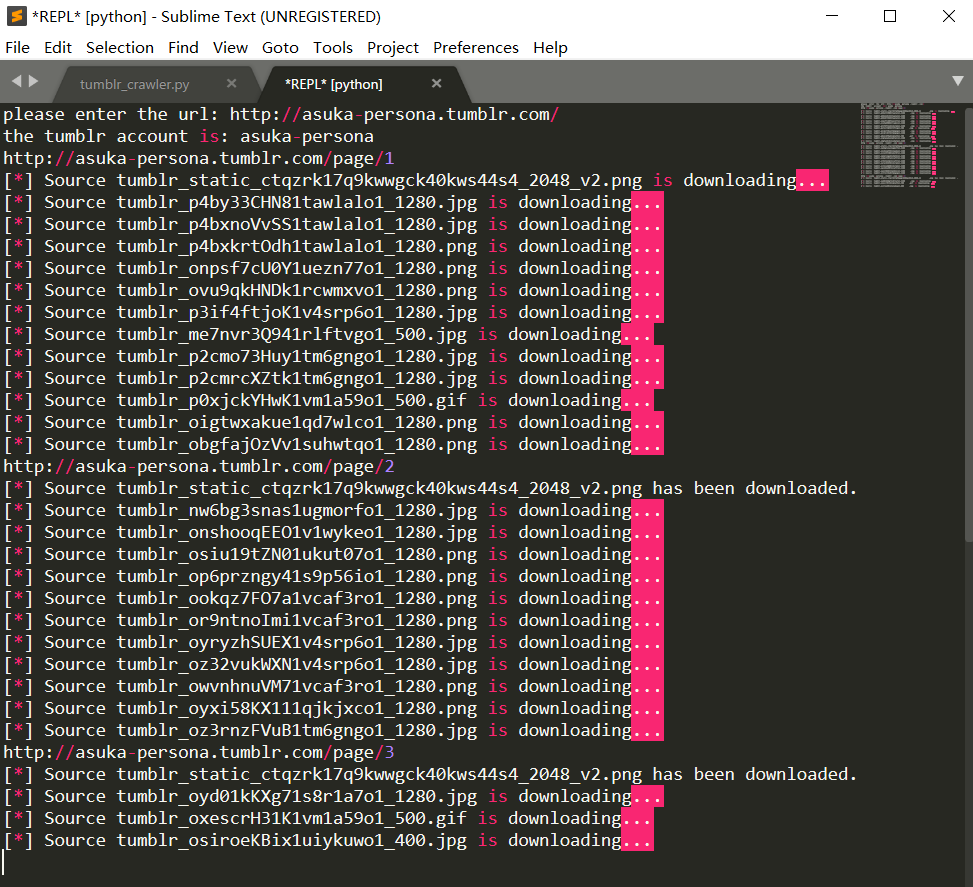 *REPL* [python] - Sublime Text (UNREGISTERED)
File Edit Selection Find View Goto Tools Project Preferences Help
tumblr_crawler.py *REPL* [python]
please enter the url: http://asuka-persona.tumblr.com/
the tumblr account is: asuka-persona
http://asuka-persona.tumblr.com/page/1
[*] Source tumblr_static_ctqzrk17q9kwwgck40kws44s4_2048_v2.png is downloading...
[*] Source tumblr_p4by33CHN81tawlalo1_1280.jpg is downloading...
[*] Source tumblr_p4bxnoVvSS1tawlalo1_1280.jpg is downloading...
[*] Source tumblr_p4bxkrtOdh1tawlalo1_1280.png is downloading...
[*] Source tumblr_onpsf7cU0Y1uezn77o1_1280.png is downloading...
[*] Source tumblr_ovu9qkHNDk1rcwmxvo1_1280.png is downloading...
[*] Source tumblr_p3if4ftjoK1v4srp6o1_1280.jpg is downloading...
[*] Source tumblr_me7nvr3Q941rlftvgo1_500.jpg is downloading...
[*] Source tumblr_p2cmo73Huy1tm6gngo1_1280.jpg is downloading...
[*] Source tumblr_p2cmrcXZtk1tm6gngo1_1280.jpg is downloading...
[*] Source tumblr_p0xjckYHwK1vm1a59o1_500.gif is downloading...
[*] Source tumblr_oigtwxakue1qd7wlco1_1280.png is downloading...
[*] Source tumblr_obgfajOzVv1suhwtqo1_1280.png is downloading...
http://asuka-persona.tumblr.com/page/2
[*] Source tumblr_static_ctqzrk17q9kwwgck40kws44s4_2048_v2.png has been downloaded.
[*] Source tumblr_nw6bg3snas1ugmorfo1_1280.jpg is downloading...
[*] Source tumblr_onshooqEEO1v1wykeo1_1280.jpg is downloading...
[*] Source tumblr_osiu19tZN01ukut07o1_1280.png is downloading...
[*] Source tumblr_op6przngy41s9p56io1_1280.png is downloading...
[*] Source tumblr_ookqz7FO7a1vcaf3ro1_1280.png is downloading...
[*] Source tumblr_or9ntnoImi1vcaf3ro1_1280.png is downloading...
[*] Source tumblr_oyryzhSUEX1v4srp6o1_1280.jpg is downloading...
[*] Source tumblr_oz32vukWXN1v4srp6o1_1280.jpg is downloading...
[*] Source tumblr_owvnhnuVM71vcaf3ro1_1280.png is downloading...
[*] Source tumblr_oyxi58KX111qjkjxco1_1280.png is downloading...
[*] Source tumblr_oz3rnzFVuB1tm6gngo1_1280.jpg is downloading...
http://asuka-persona.tumblr.com/page/3
[*] Source tumblr_static_ctqzrk17q9kwwgck40kws44s4_2048_v2.png has been downloaded.
[*] Source tumblr_oyd01kKXg71s8r1a7o1_1280.jpg is downloading...
[*] Source tumblr_oxescrH31K1vm1a59o1_500.gif is downloading...
[*] Source tumblr_osiroeKBix1uiykuwo1_400.jpg is downloading...